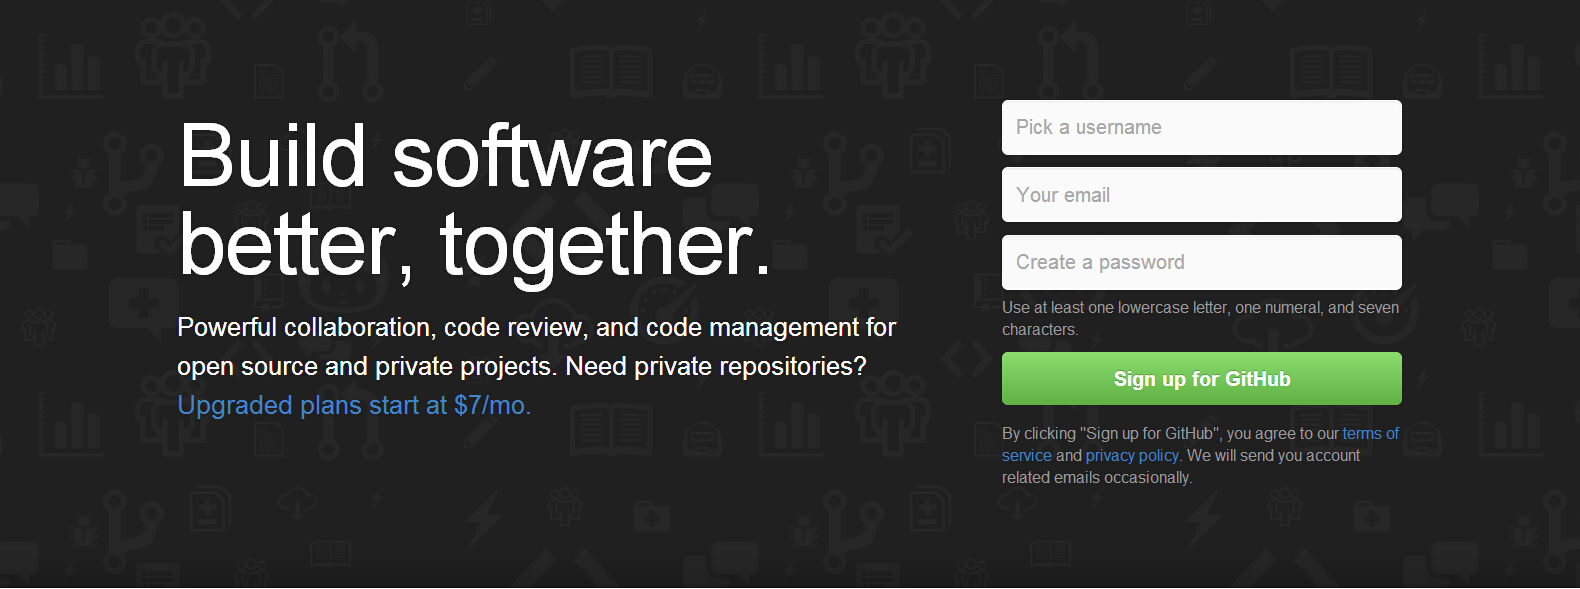 Build software
better, together.
Powerful collaboration, code review, and code management for
open source and private projects. Need private repositories?
Upgraded plans start at $7/mo.
Pick a username
Your email
Create a password
Use at least one lowercase letter, one numeral, and seven
characters.
Sign up for GitHub
By clicking "Sign up for GitHub", you agree to our terms of
service and privacy policy. We will send you account
related emails occasionally.